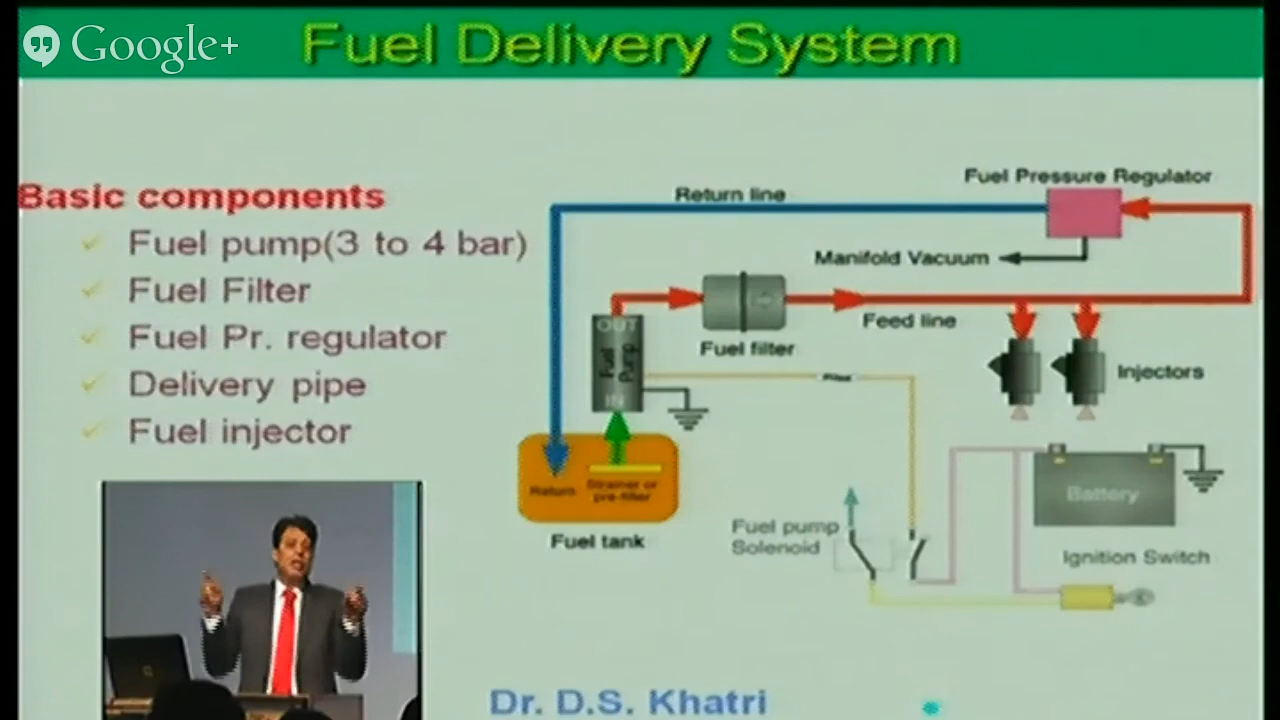 Google+
Fuel Delivery System
Basic components
Fuel pump(3 to 4 bar)
Fuel Filter
Fuel Pr. regulator
Delivery pipe
Fuel injector
Fuel Pressure Regulator
Return line
Manifold Vacuum
Feed line
Fuel filter
OUT
Fuel
Pump
IN
Injectors
Return
Strainer or
pre-filter
Fuel tank
Battery
Fuel pump
Solenoid
Ignition Switch
Dr. D.S. Khatri